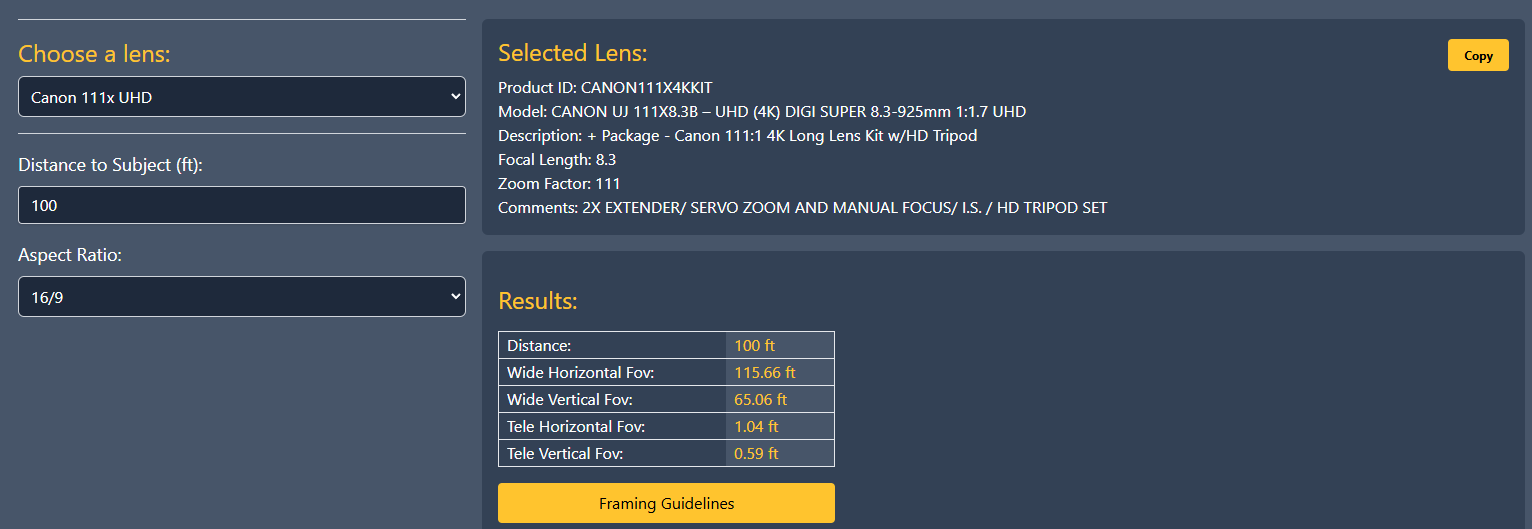 Choose a lens:
Canon 111x UHD
Distance to Subject (ft):
100
Aspect Ratio:
16/9
Selected Lens:
Copy
Product ID: CANON111X4KKIT
Model: CANON UJ 111X8.3B – UHD (4K) DIGI SUPER 8.3-925mm 1:1.7 UHD
Description: + Package - Canon 111:1 4K Long Lens Kit w/HD Tripod
Focal Length: 8.3
Zoom Factor: 111
Comments: 2X EXTENDER/ SERVO ZOOM AND MANUAL FOCUS/ I.S. / HD TRIPOD SET
Results:
Distance: 100 ft
Wide Horizontal Fov: 115.66 ft
Wide Vertical Fov: 65.06 ft
Tele Horizontal Fov: 1.04 ft
Tele Vertical Fov: 0.59 ft
Framing Guidelines